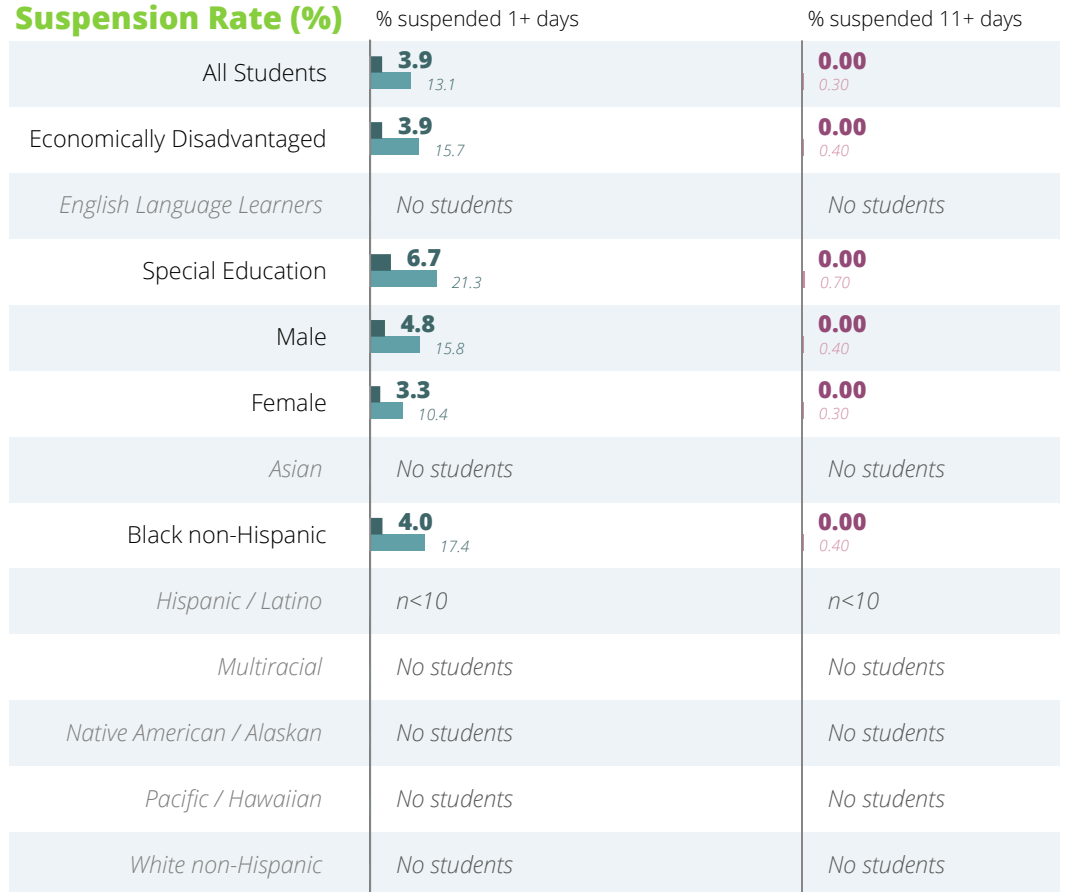 Suspension Rate (%) % suspended 1+ days % suspended 11+ days
All Students 3.9 0.00
13.1 0.30
Economically Disadvantaged 3.9 0.00
15.7 0.40
English Language Learners No students No students
Special Education 6.7 0.00
21.3 0.70
Male 4.8 0.00
15.8 0.40
Female 3.3 0.00
10.4 0.30
Asian No students No students
Black non-Hispanic 4.0 0.00
17.4 0.40
Hispanic / Latino n<10 n<10
Multiracial No students No students
Native American / Alaskan No students No students
Pacific / Hawaiian No students No students
White non-Hispanic No students No students